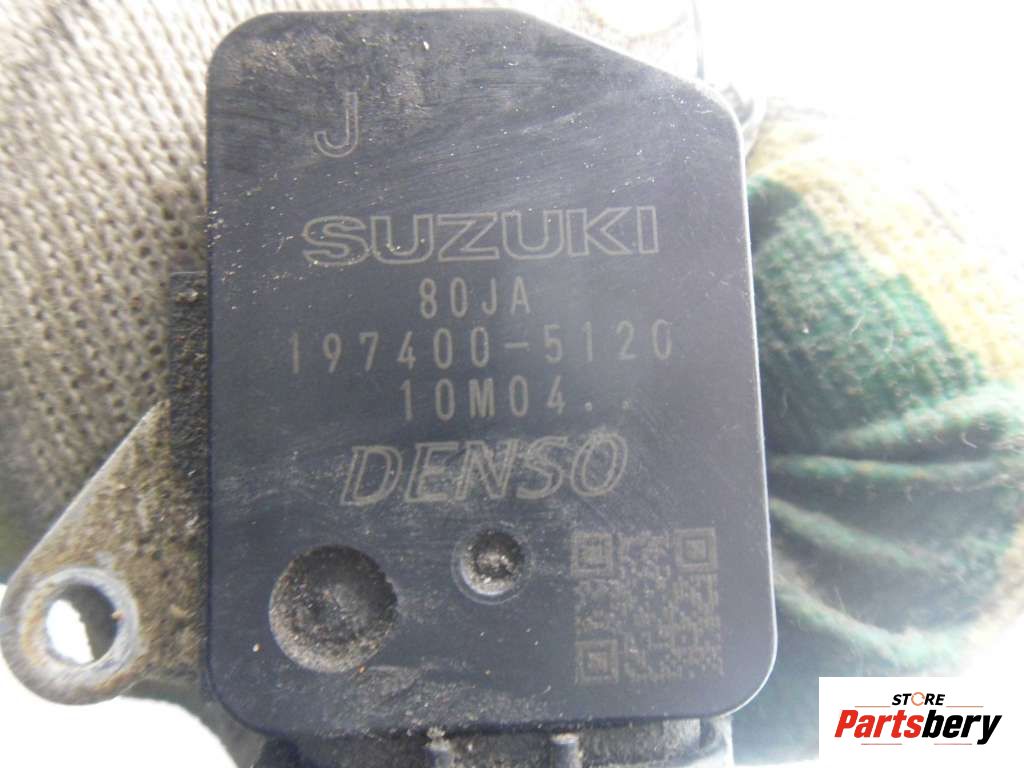 J
SUZUKI
80JA
197400-5120
10M04..
DENSO
STORE
Partsbery